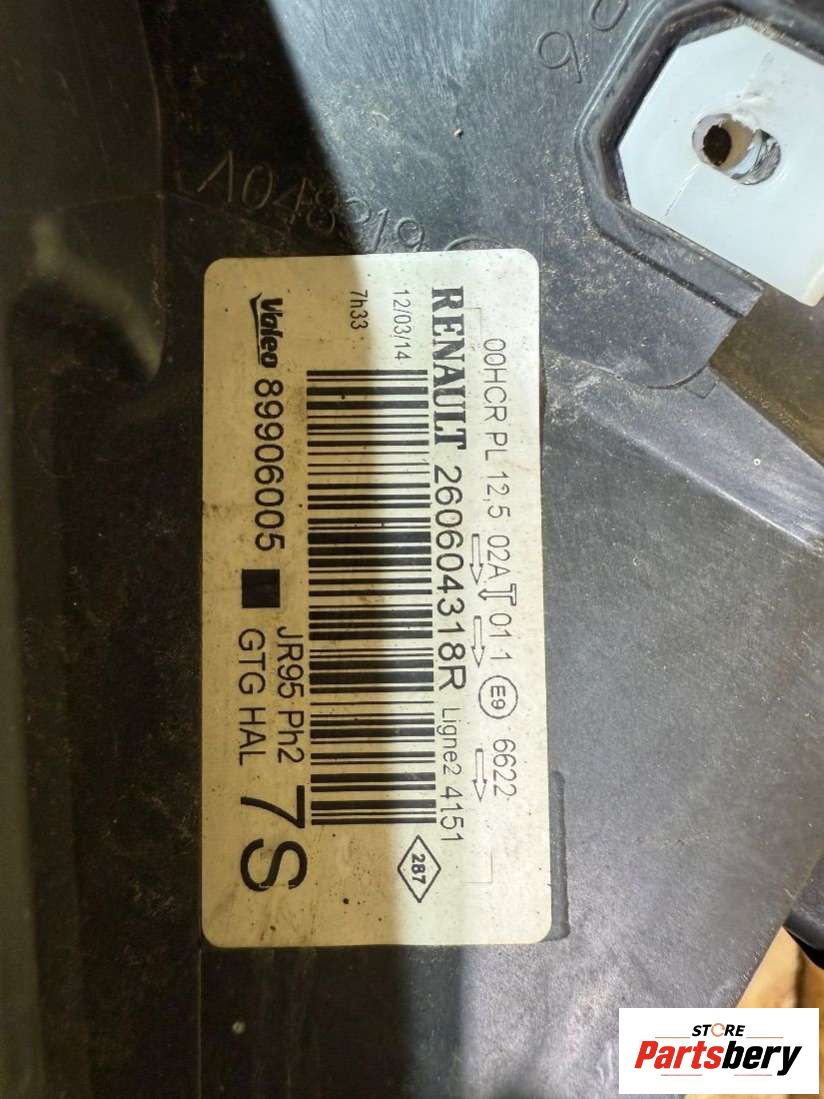 A048819
00HCR PL 12,5 02A 01 1 E9 6622
RENAULT 260604318R Ligne2 4151
12/03/14
7h33
287
Valeo 89906005 JR95 Ph2
GTG HAL
7S
STORE
Partsbery